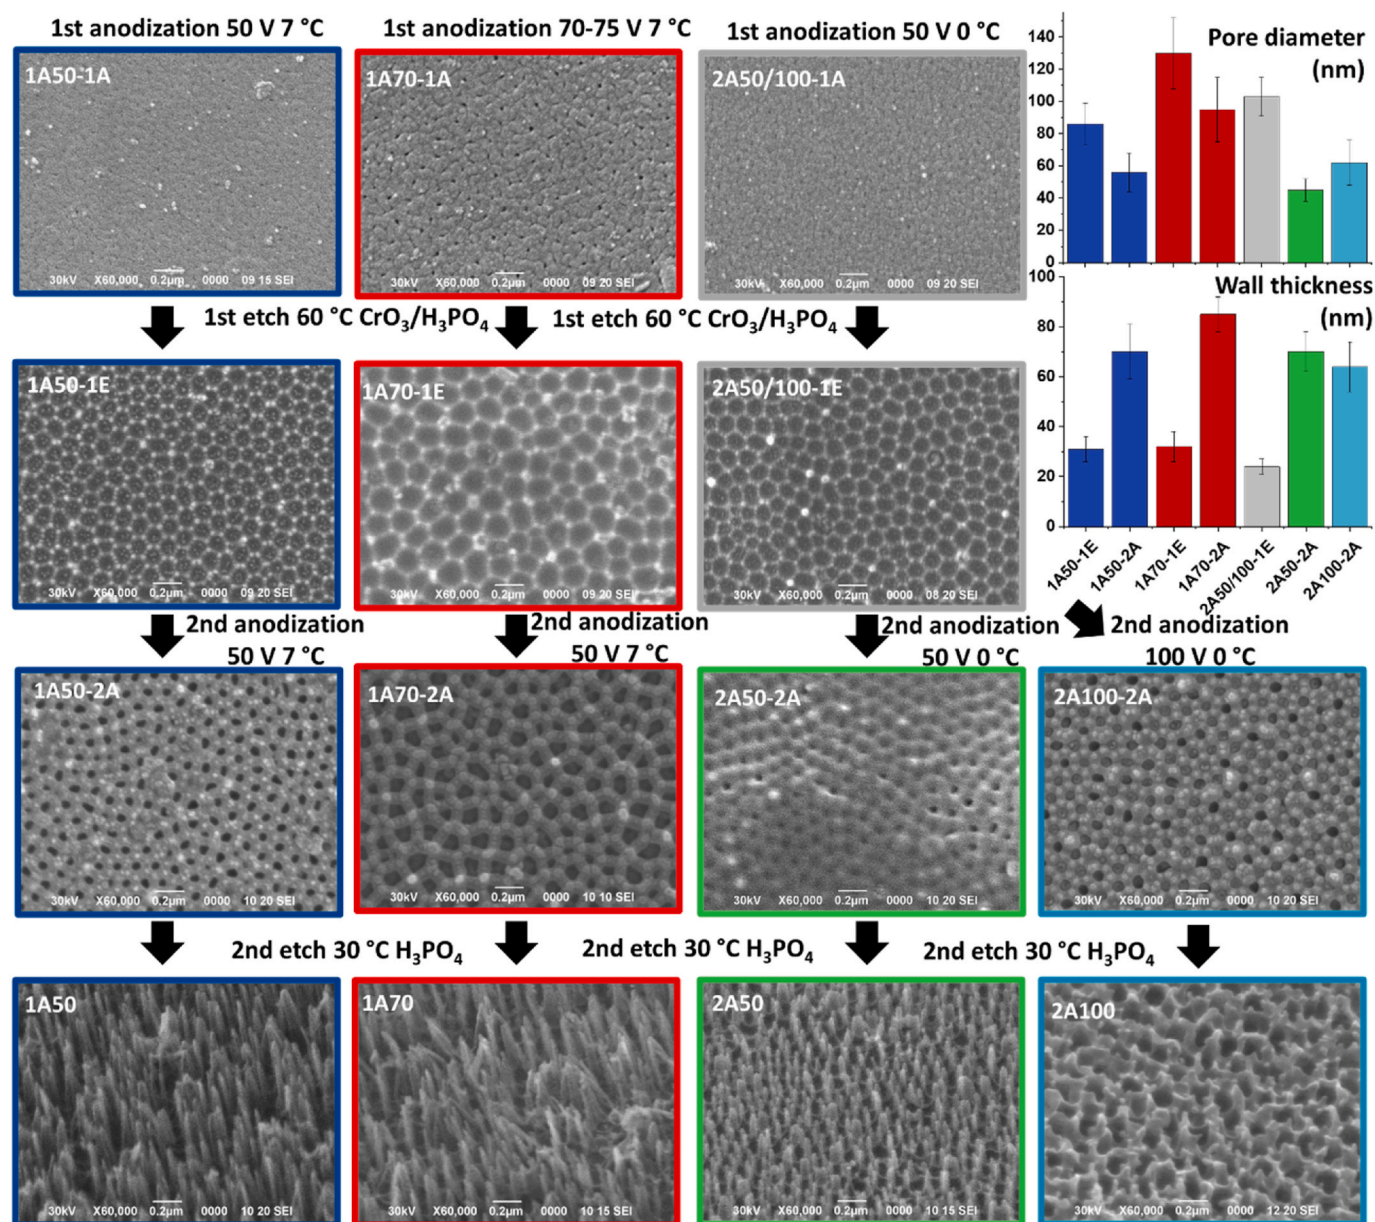 1st anodization 50 V 7 °C
1st anodization 70-75 V 7 °C
1st anodization 50 V 0 °C
1A50-1A
30kV X60,000 0.2µm 0000 09 15 SEI
1A70-1A
30kV X60,000 0.2µm 0000 09 20 SEI
2A50/100-1A
30kV X60,000 0.2µm 0000 09 20 SEI
Pore diameter
(nm)
140
120
100
80
60
40
20
0
Wall thickness
(nm)
100
80
60
40
20
0
1A50-1E
1A50-2A
1A70-1E
1A70-2A
2A50/100-1E
2A50-2A
2A100-2A
1st etch 60 °C CrO₃/H₃PO₄
1st etch 60 °C CrO₃/H₃PO₄
1A50-1E
30kV X60,000 0.2µm 0000 09 20 SEI
1A70-1E
30kV X60,000 0.2µm 0000 09 20 SEI
2A50/100-1E
30kV X60,000 0.2µm 0000 08 20 SEI
2nd anodization
50 V 7 °C
2nd anodization
50 V 7 °C
2nd anodization
50 V 0 °C
2nd anodization
100 V 0 °C
1A50-2A
30kV X60,000 0.2µm 0000 10 20 SEI
1A70-2A
30kV X60,000 0.2µm 0000 10 10 SEI
2A50-2A
30kV X60,000 0.2µm 0000 10 20 SEI
2A100-2A
30kV X60,000 0.2µm 0000 10 20 SEI
2nd etch 30 °C H₃PO₄
2nd etch 30 °C H₃PO₄
2nd etch 30 °C H₃PO₄
1A50
30kV X60,000 0.2µm 0000 10 20 SEI
1A70
30kV X60,000 0.2µm 0000 10 15 SEI
2A50
30kV X60,000 0.2µm 0000 10 15 SEI
2A100
30kV X60,000 0.2µm 0000 12 20 SEI